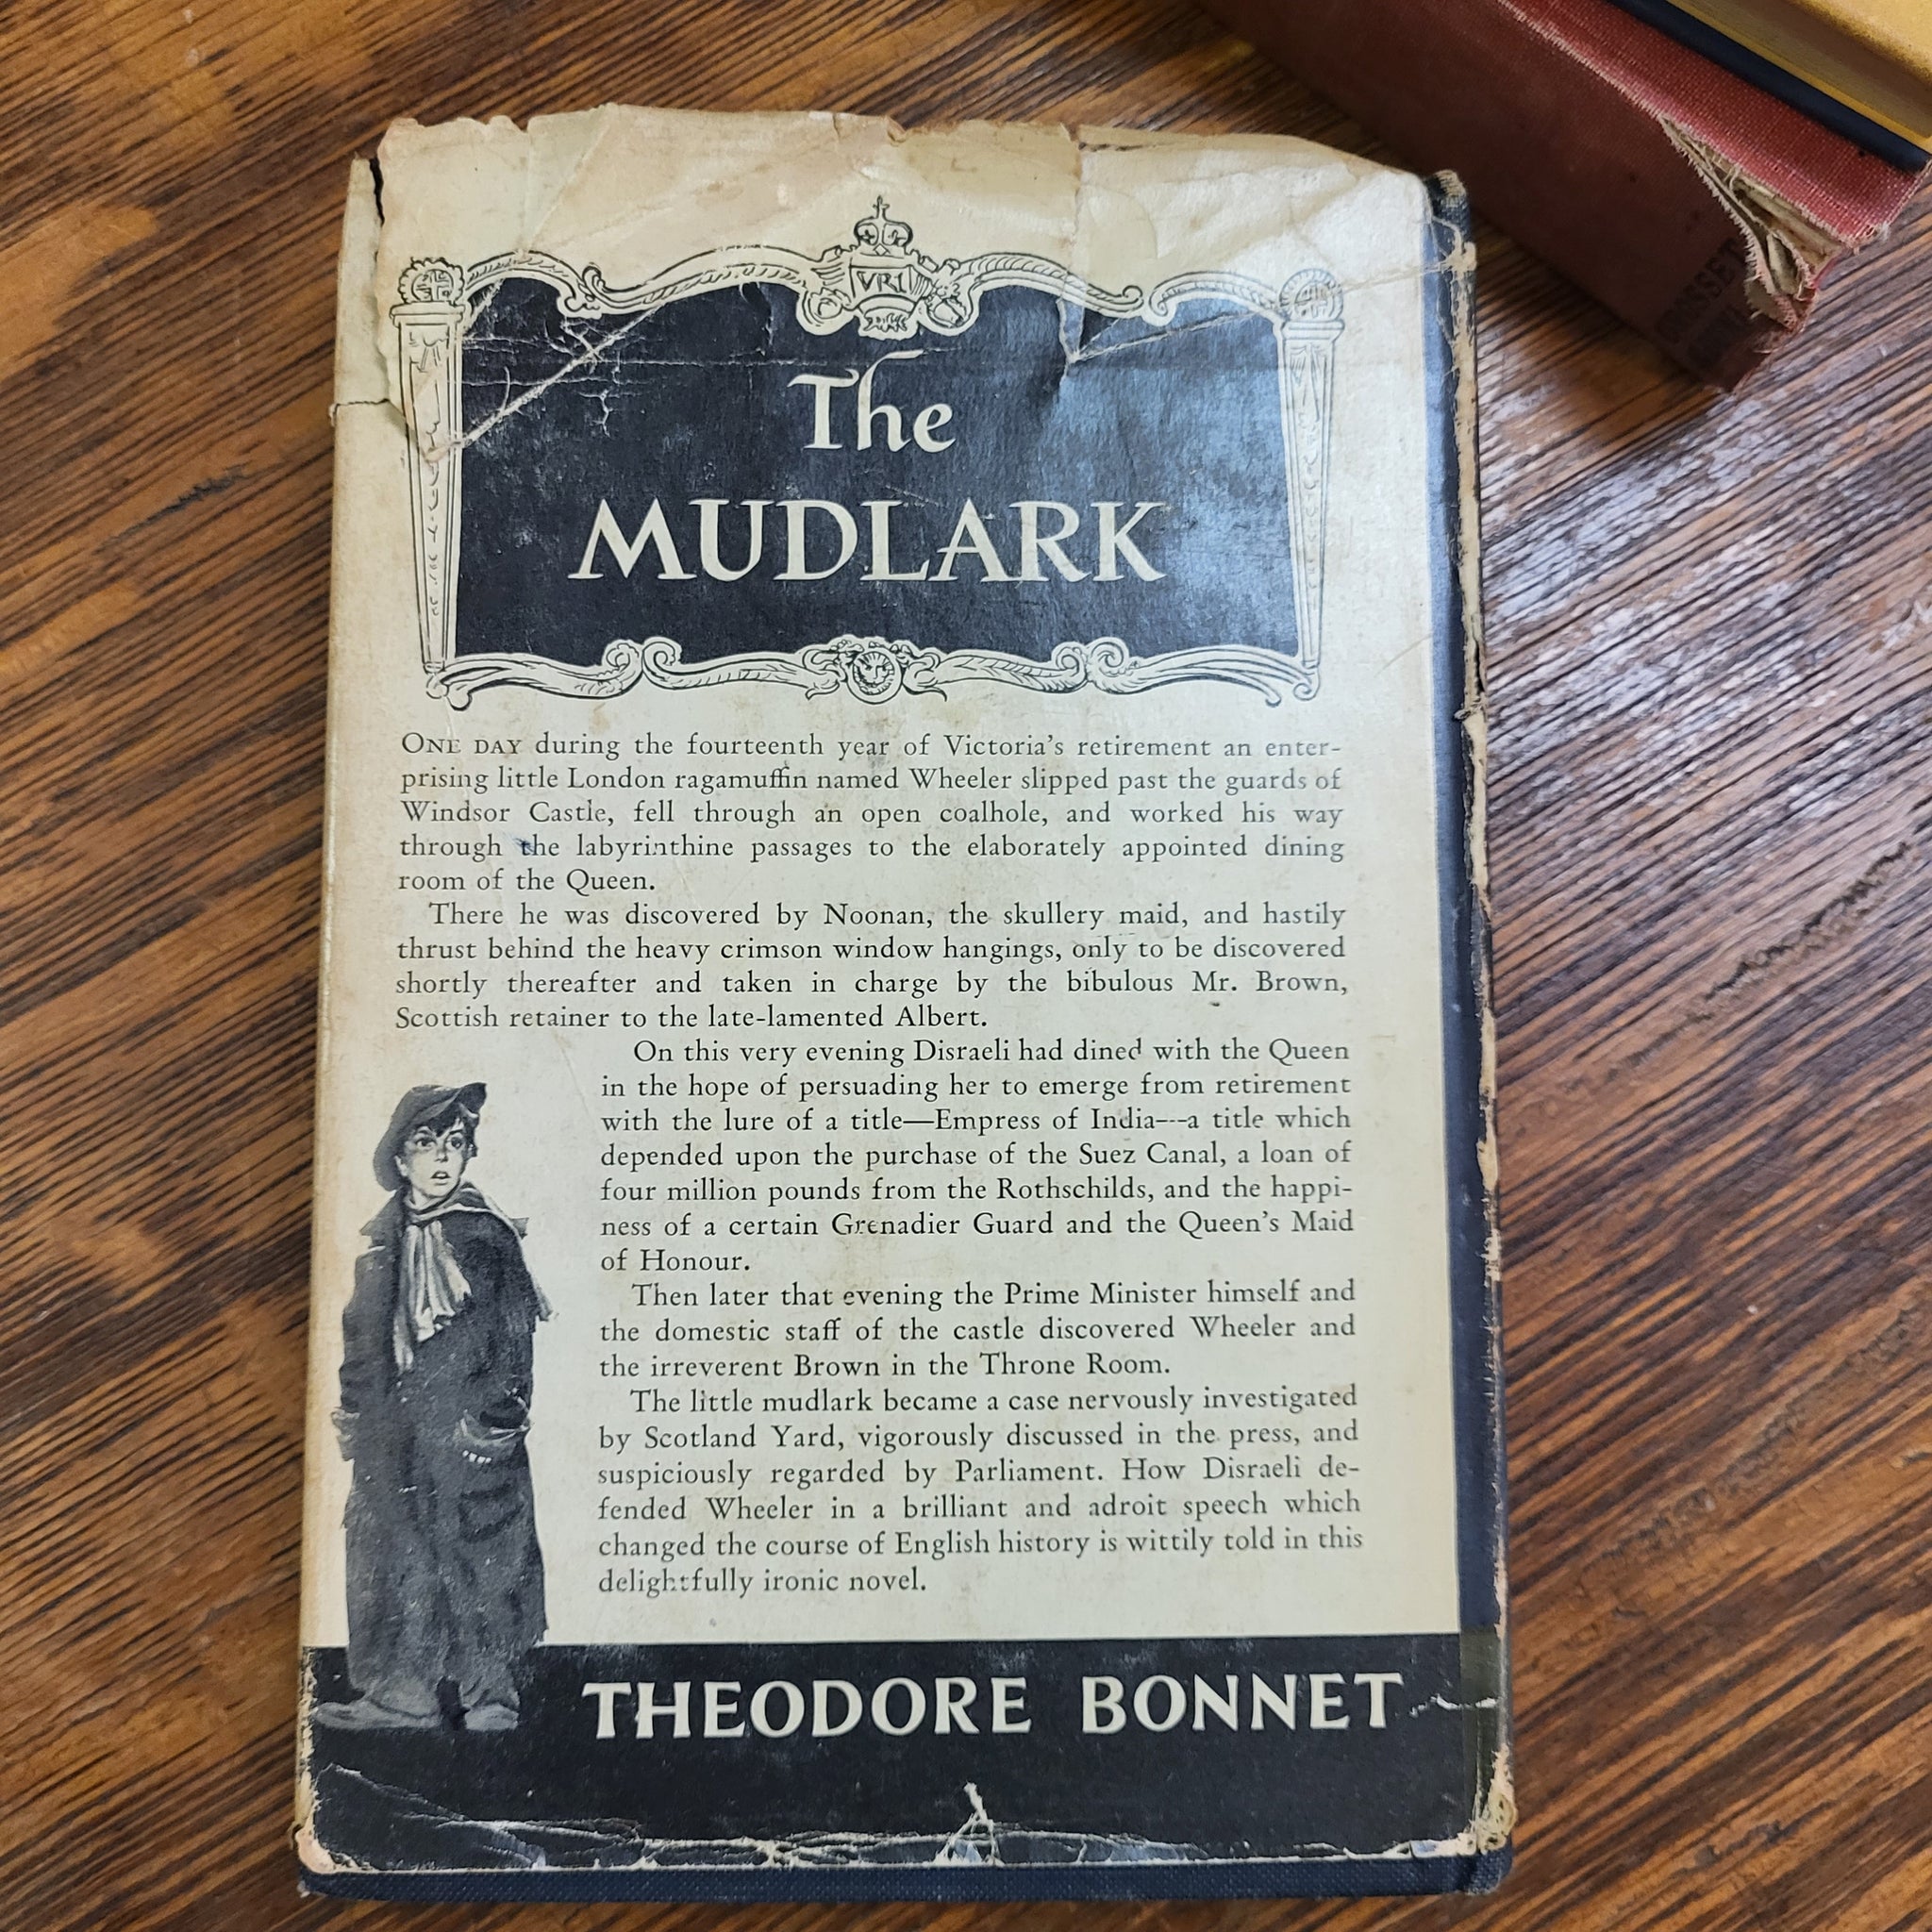 VRI
The
MUDLARK
ONE DAY during the fourteenth year of Victoria's retirement an enter-
prising little London ragamuffin named Wheeler slipped past the guards of
Windsor Castle, fell through an open coalhole, and worked his way
through the labyrinthine passages to the elaborately appointed dining
room of the Queen.
There he was discovered by Noonan, the skullery maid, and hastily
thrust behind the heavy crimson window hangings, only to be discovered
shortly thereafter and taken in charge by the bibulous Mr. Brown,
Scottish retainer to the late-lamented Albert.
On this very evening Disraeli had dined with the Queen
in the hope of persuading her to emerge from retirement
with the lure of a title—Empress of India—a title which
depended upon the purchase of the Suez Canal, a loan of
four million pounds from the Rothschilds, and the happi-
ness of a certain Grenadier Guard and the Queen's Maid
of Honour.
Then later that evening the Prime Minister himself and
the domestic staff of the castle discovered Wheeler and
the irreverent Brown in the Throne Room.
The little mudlark became a case nervously investigated
by Scotland Yard, vigorously discussed in the press, and
suspiciously regarded by Parliament. How Disraeli de-
fended Wheeler in a brilliant and adroit speech which
changed the course of English history is wittily told in this
delightfully ironic novel.
THEODORE BONNET